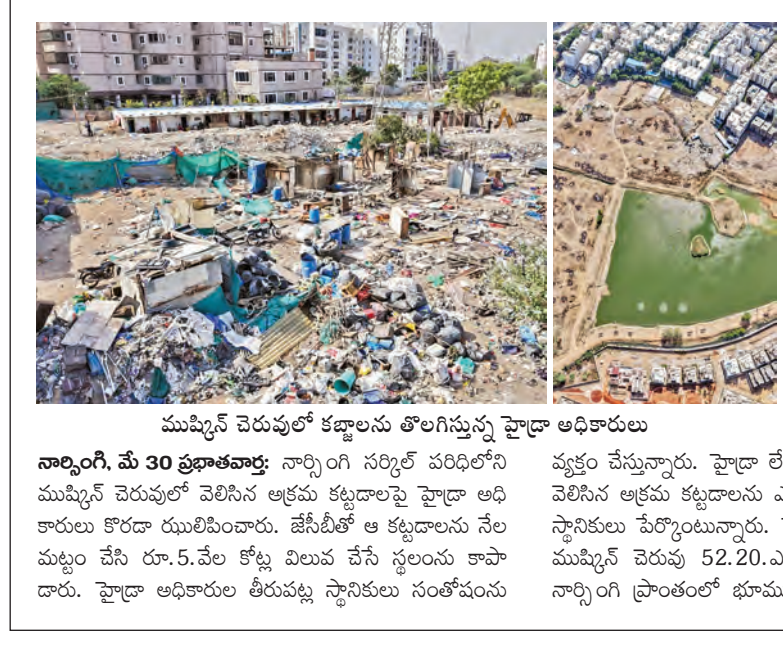 ముష్కిన్ చెరువులో కబ్జాలను తొలగిస్తున్న హైడ్రా అధికారులు
నార్సింగి, మే 30 ప్రభాతవార్త: నార్సింగి సర్కిల్ పరిధిలోని
ముష్కిన్ చెరువులో వెలిసిన అక్రమ కట్టడాలపై హైడ్రా అధి
కారులు కొరడా ఝులిపించారు. జేసీబీతో ఆ కట్టడాలను నేల
మట్టం చేసి రూ.5.వేల కోట్ల విలువ చేసే స్థలంను కాపా
డారు. హైడ్రా అధికారుల తీరుపట్ల స్థానికులు సంతోషంను
వ్యక్తం చేస్తున్నారు. హైడ్రా
వెలిసిన అక్రమ కట్టడాలను
స్థానికులు పేర్కొంటున్నారు.
ముష్కిన్ చెరువు 52.20.ఎ
నార్సింగి ప్రాంతంలో